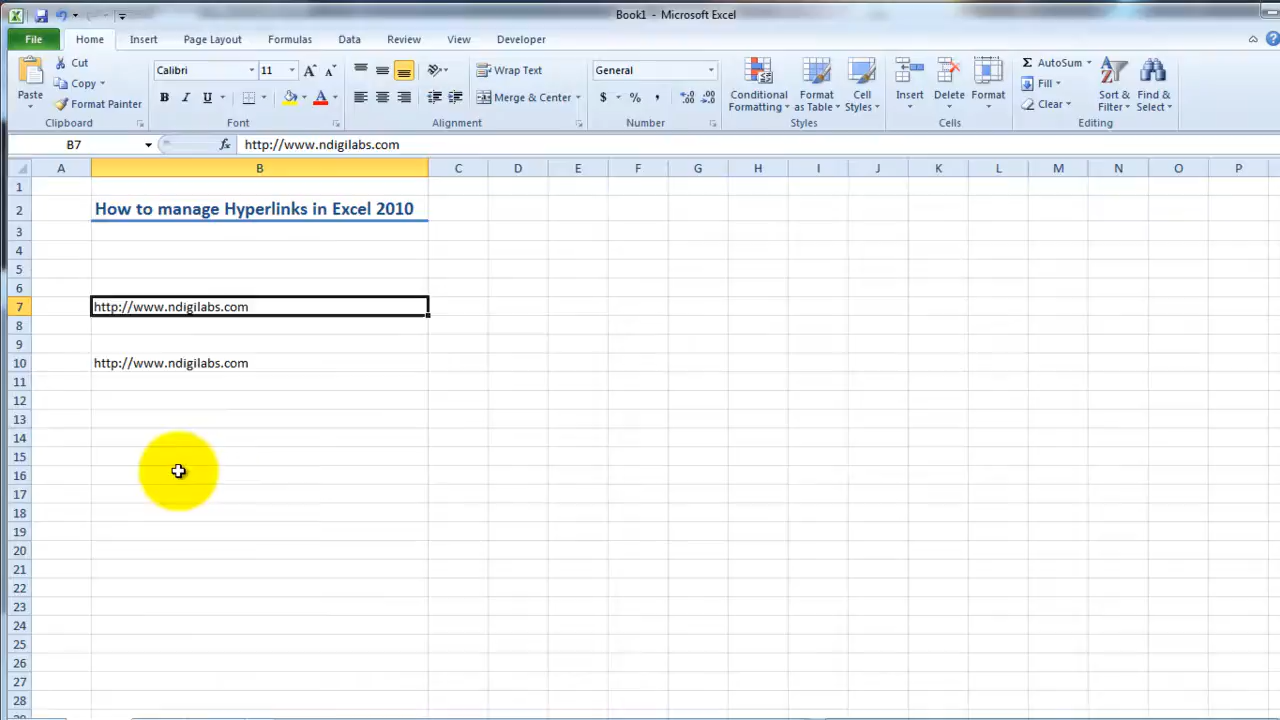 Book1 - Microsoft Excel
File Home Insert Page Layout Formulas Data Review View Developer
Paste Cut Copy Format Painter Clipboard
Calibri 11 B I U A A A Font
Wrap Text Merge & Center Alignment
General $ % , .0 .00 .00 .0 Number
Conditional Formatting Format as Table Cell Styles Styles
Insert Delete Format Cells
Σ AutoSum Fill Clear Sort & Filter Find & Select Editing
B7 fx http://www.ndigilabs.com
A B C D E F G H I J K L M N O P
1
2 How to manage Hyperlinks in Excel 2010
3
4
5
6
7 http://www.ndigilabs.com
8
9
10 http://www.ndigilabs.com
11
12
13
14
15
16
17
18
19
20
21
22
23
24
25
26
27
28